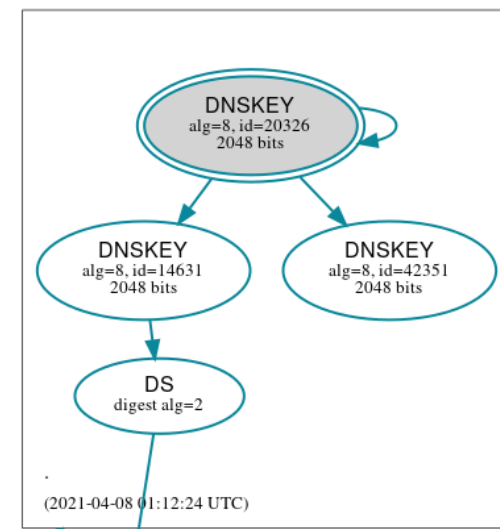 DNSKEY
alg=8, id=20326
2048 bits
DNSKEY
alg=8, id=14631
2048 bits
DNSKEY
alg=8, id=42351
2048 bits
DS
digest alg=2
.
(2021-04-08 01:12:24 UTC)